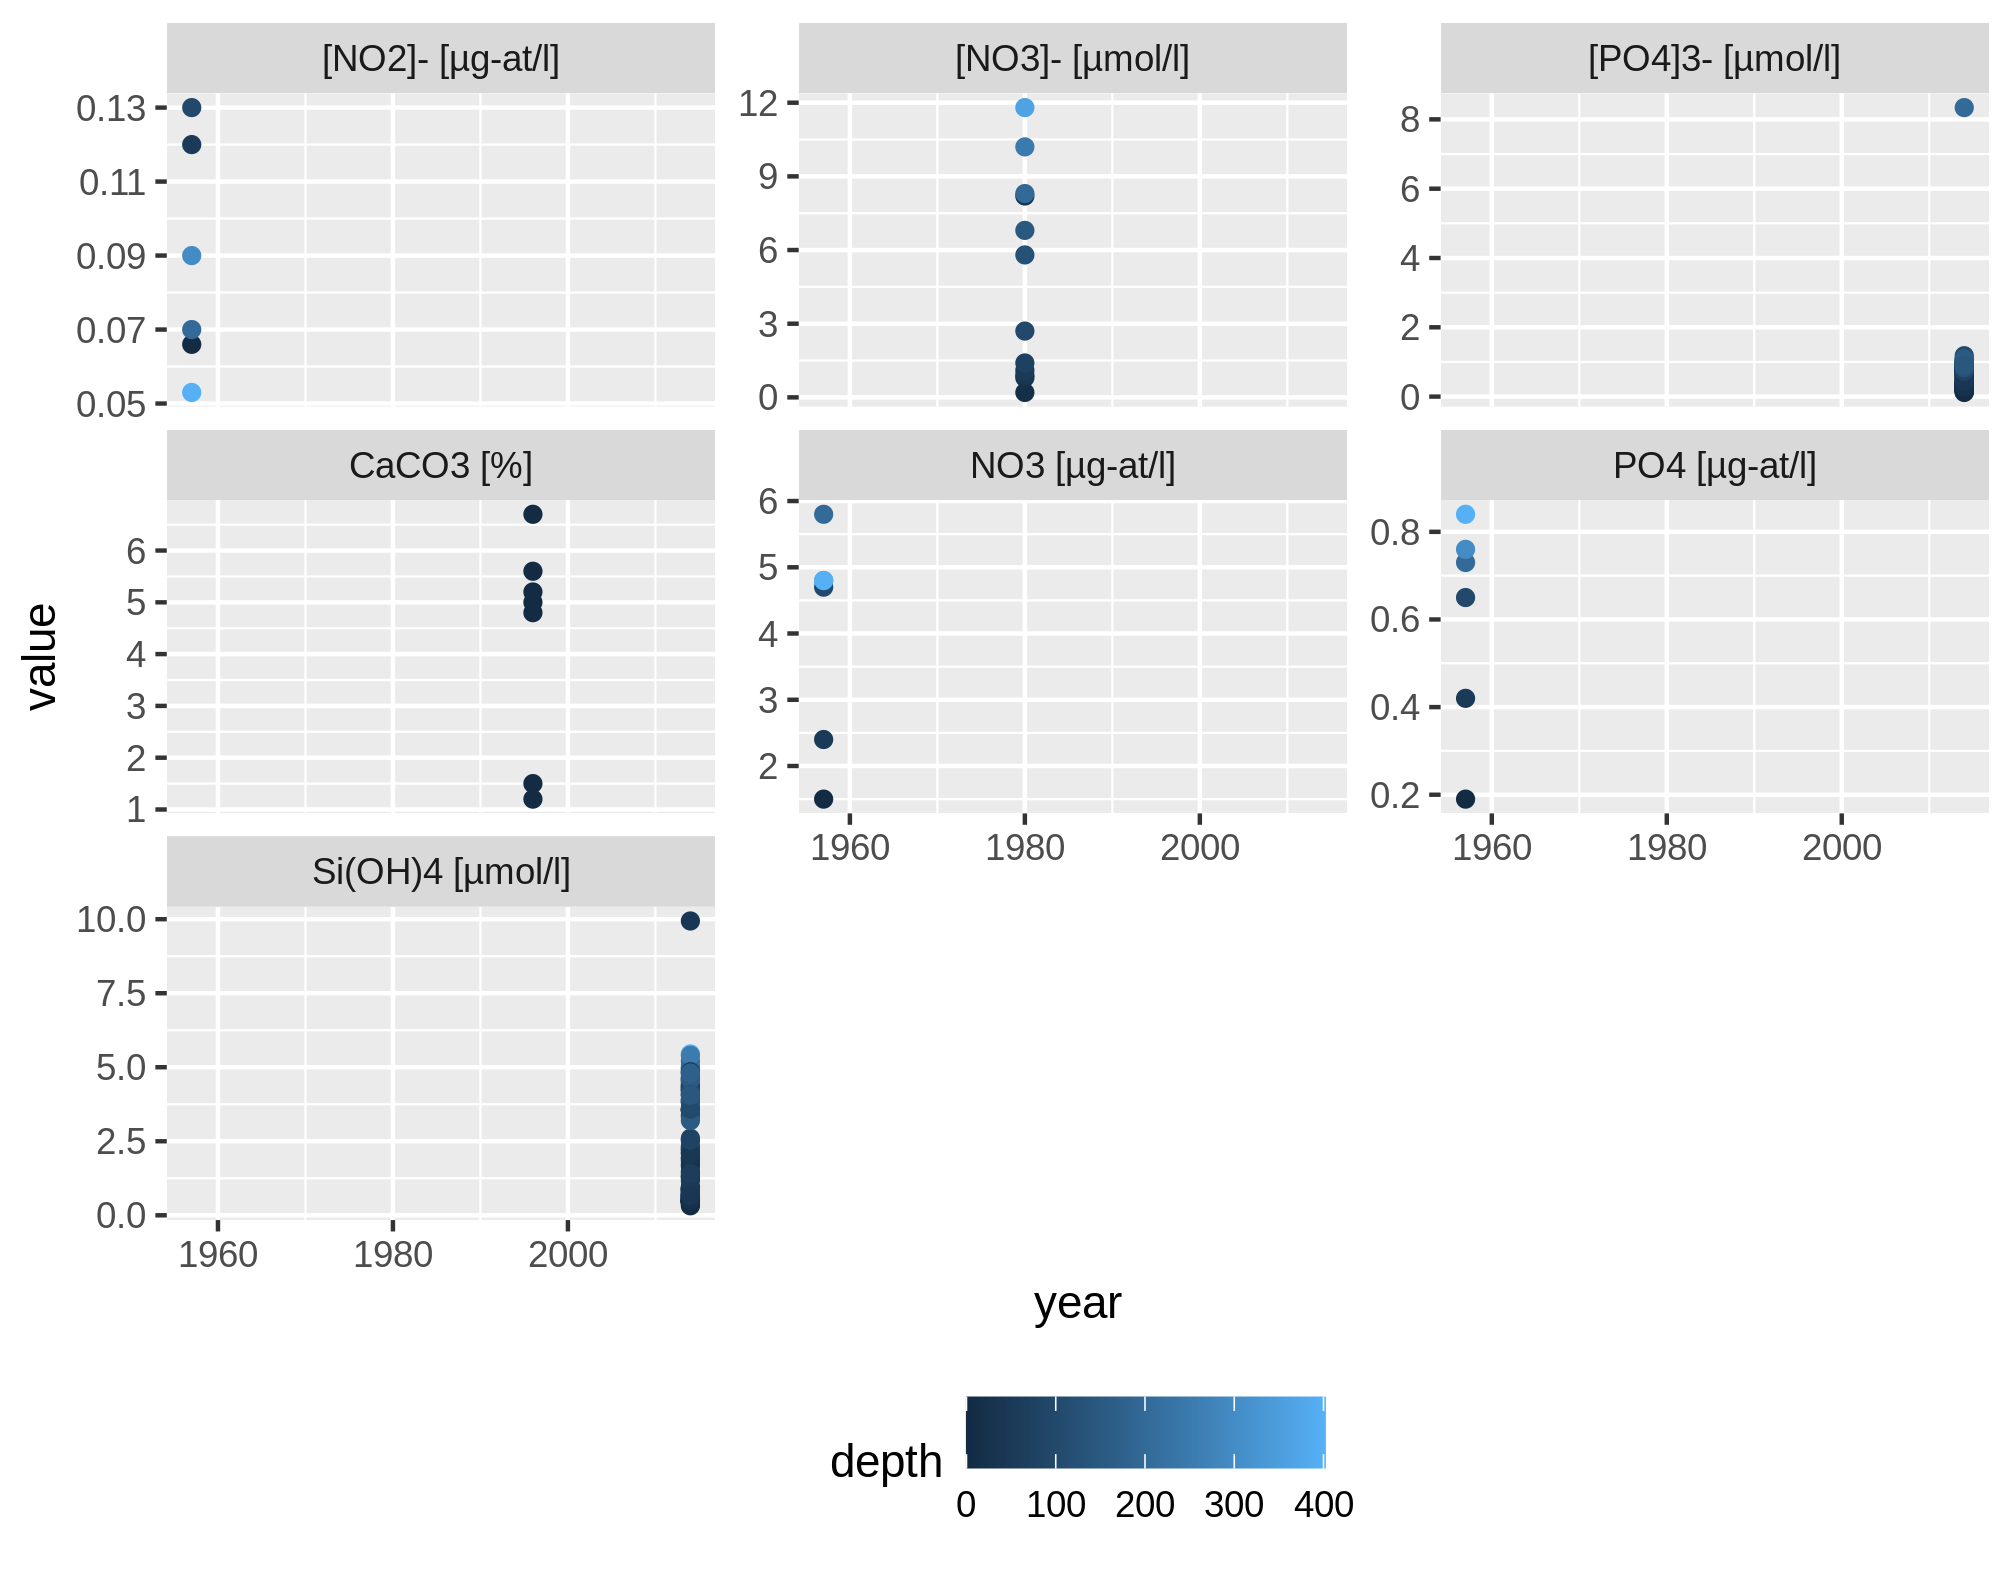 [NO2]- [µg-at/l]
[NO3]- [µmol/l]
[PO4]3- [µmol/l]
0.13
0.11
0.09
0.07
0.05
12
9
6
3
0
8
6
4
2
0
CaCO3 [%]
NO3 [µg-at/l]
PO4 [µg-at/l]
6
5
4
3
2
1
6
5
4
3
2
0.8
0.6
0.4
0.2
1960 1980 2000
1960 1980 2000
value
Si(OH)4 [µmol/l]
10.0
7.5
5.0
2.5
0.0
1960 1980 2000
year
depth
0 100 200 300 400